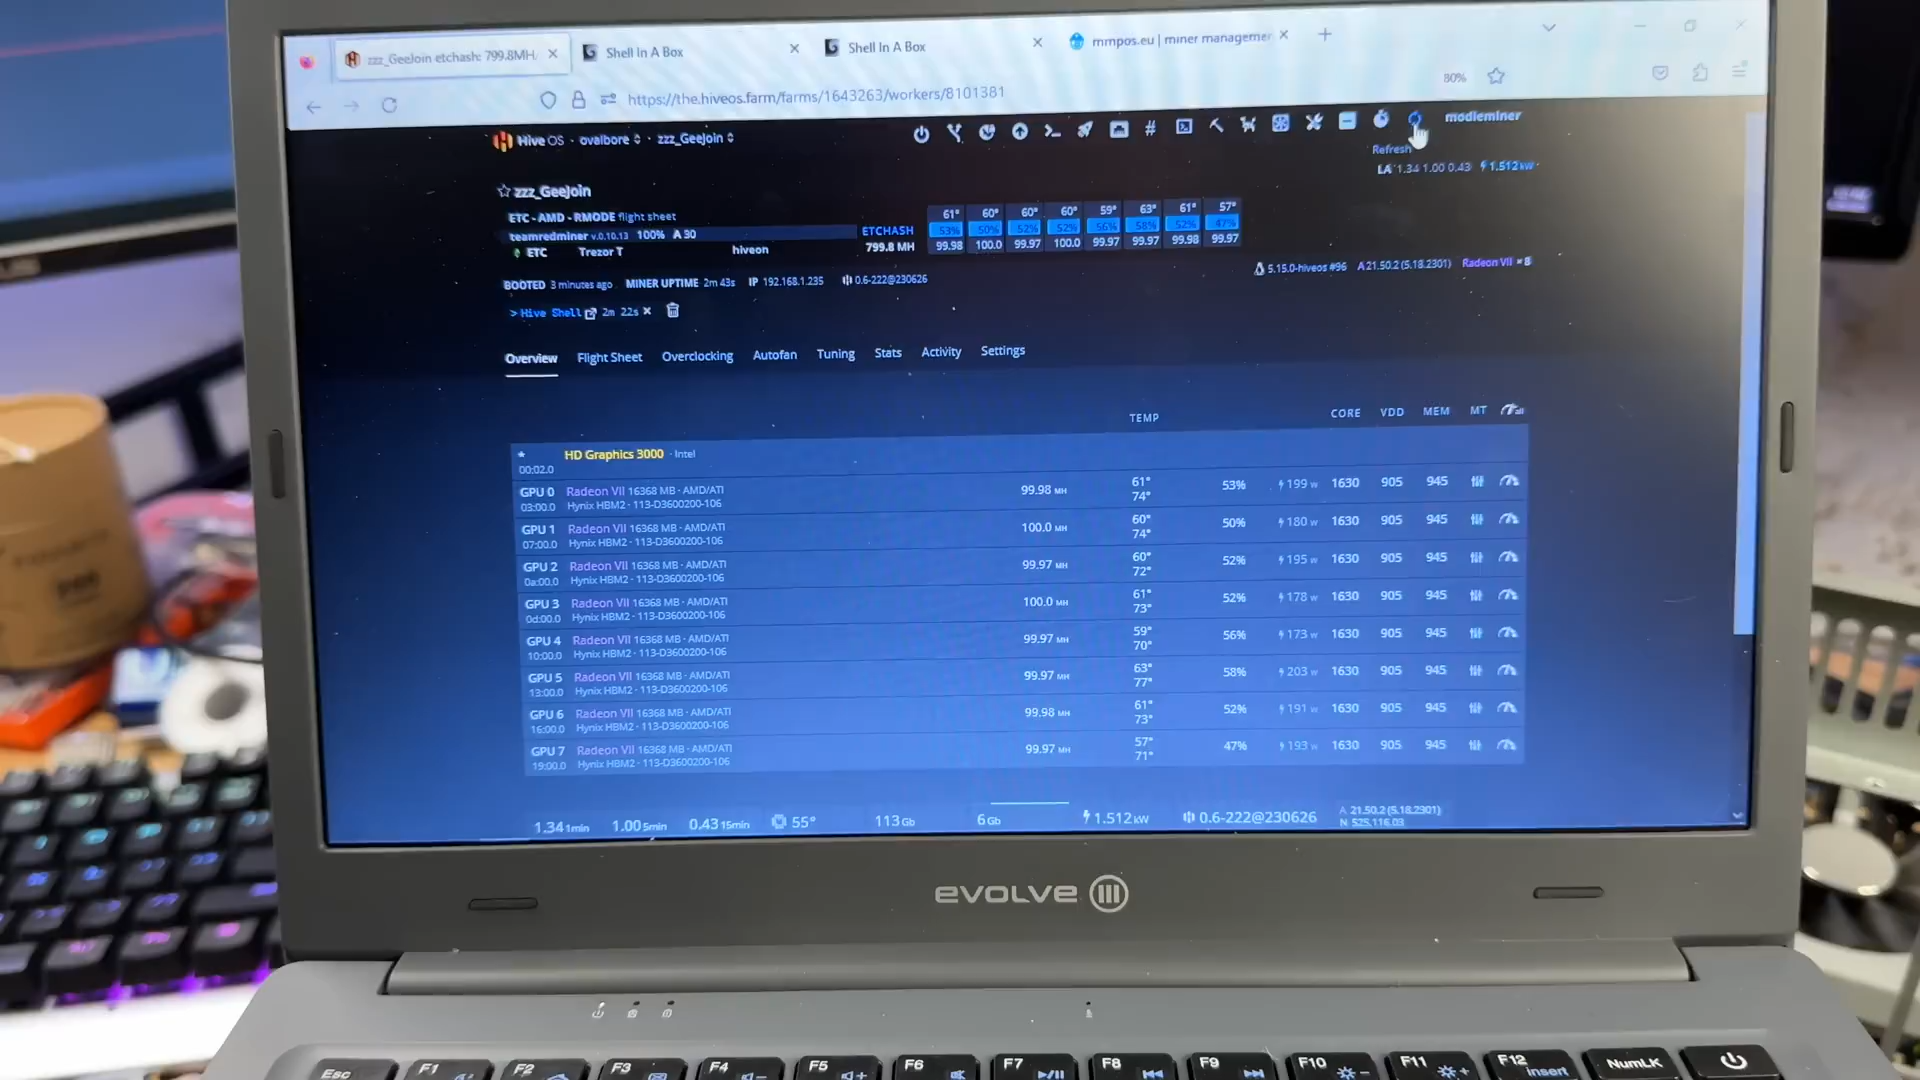 zzz_GeeJoin etchash: 799.8MH
Shell In A Box
Shell In A Box
mmpos.eu | miner managemer
https://the.hiveos.farm/farms/1643263/workers/8101381
80%
Hive OS · ovalbore · zzz_GeeJoin
modieminer
Refresh
LA 1.34 1.00 0.43 1.512 kW
zzz_GeeJoin
ETC - AMD - RMODE flight sheet
teamredminer v.0.10.13 100% A 30
ETC Trezor T hiveon
ETCHASH
799.8 MH
61° 60° 60° 60° 59° 63° 61° 57°
53% 50% 52% 52% 56% 58% 52% 47%
99.98 100.0 99.97 100.0 99.97 99.97 99.98 99.97
BOOTED 3 minutes ago MINER UPTIME 2m 43s IP 192.168.1.235 0.6-222@230626
5.15.0-hiveos #96 A 21.50.2 (5.18.2301) Radeon VII × 8
> Hive Shell 2m 22s ×
Overview Flight Sheet Overclocking Autofan Tuning Stats Activity Settings
TEMP CORE VDD MEM MT all
* HD Graphics 3000 · Intel
00:02.0
GPU 0 Radeon VII 16368 MB · AMD/ATI 99.98 MH 61° 53% 199 W 1630 905 945
03:00.0 Hynix HBM2 · 113-D3600200-106 74°
GPU 1 Radeon VII 16368 MB · AMD/ATI 100.0 MH 60° 50% 180 W 1630 905 945
07:00.0 Hynix HBM2 · 113-D3600200-106 74°
GPU 2 Radeon VII 16368 MB · AMD/ATI 99.97 MH 60° 52% 195 W 1630 905 945
0a:00.0 Hynix HBM2 · 113-D3600200-106 72°
GPU 3 Radeon VII 16368 MB · AMD/ATI 100.0 MH 61° 52% 178 W 1630 905 945
0d:00.0 Hynix HBM2 · 113-D3600200-106 73°
GPU 4 Radeon VII 16368 MB · AMD/ATI 99.97 MH 59° 56% 173 W 1630 905 945
10:00.0 Hynix HBM2 · 113-D3600200-106 70°
GPU 5 Radeon VII 16368 MB · AMD/ATI 99.97 MH 63° 58% 203 W 1630 905 945
13:00.0 Hynix HBM2 · 113-D3600200-106 77°
GPU 6 Radeon VII 16368 MB · AMD/ATI 99.98 MH 61° 52% 191 W 1630 905 945
16:00.0 Hynix HBM2 · 113-D3600200-106 73°
GPU 7 Radeon VII 16368 MB · AMD/ATI 99.97 MH 57° 47% 193 W 1630 905 945
19:00.0 Hynix HBM2 · 113-D3600200-106 71°
1.34 1min 1.00 5min 0.43 15min 55° 113 Gb 6 Gb 1.512 kW 0.6-222@230626 A 21.50.2 (5.18.2301)
N 525.116.03
evolve III
Esc F1 F2 F3 F4 F5 F6 F7 F8 F9 F10 F11 F12 insert NumLK